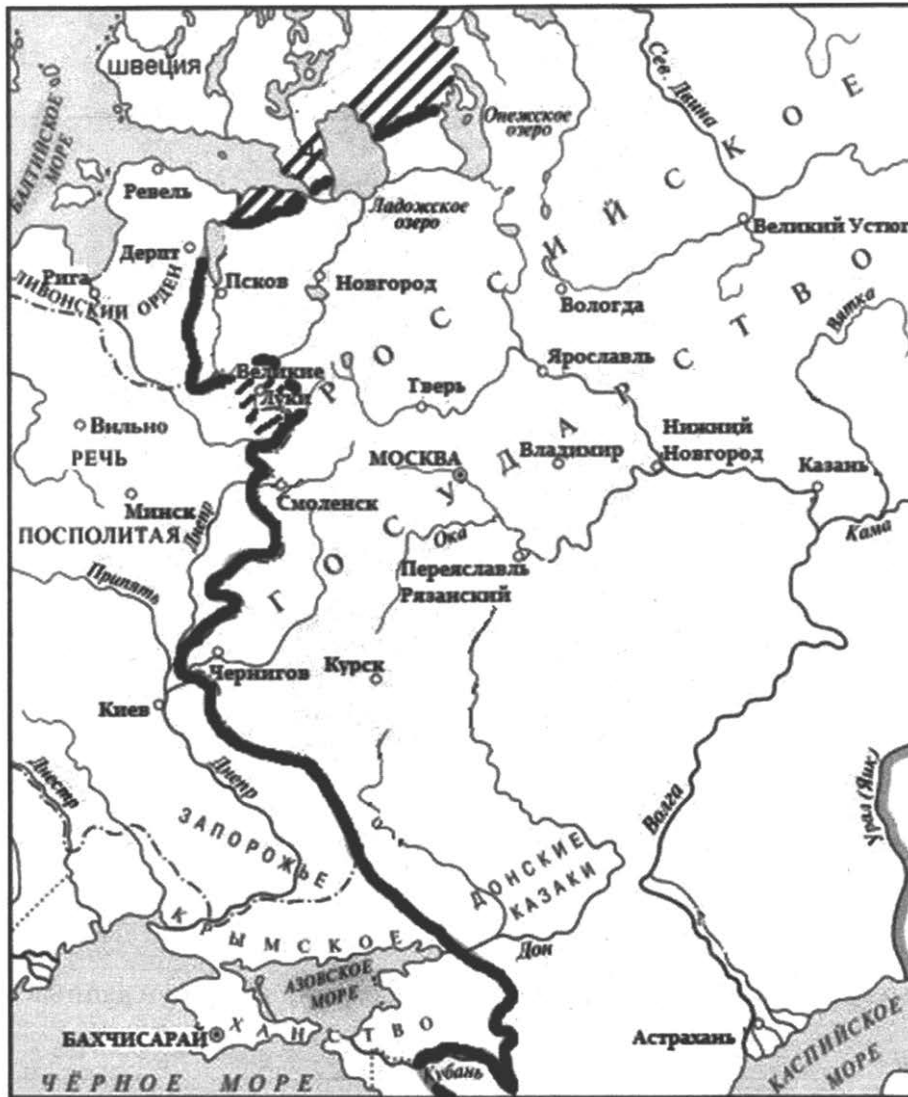 ШВЕЦИЯ
БАЛТИЙСКОЕ
МОРЕ
Онежское
озеро
Сев. Двина
Ревель
Ладожское
озеро
Великий Устюг
Дерпт
Рига
Псков
Новгород
Вологда
ЛИВОНСКИЙ ОРДЕН
РОССИЙСКОЕ
Вятка
Ярославль
Великие
Луки
Тверь
Вильно
РЕЧЬ
Нижний
Новгород
МОСКВА
Владимир
Казань
Минск
Смоленск
ГОСУДАРСТВО
ПОСПОЛИТАЯ
Днепр
Ока
Кама
Припять
Переяславль
Рязанский
Чернигов
Курск
Киев
Днестр
Днепр
Волга
Урал (Яик)
ЗАПОРОЖЬЕ
ДОНСКИЕ
КАЗАКИ
КРЫМСКОЕ
Дон
АЗОВСКОЕ
МОРЕ
БАХЧИСАРАЙ
ХАНСТВО
Астрахань
КАСПИЙСКОЕ
МОРЕ
Кубань
ЧЁРНОЕ МОРЕ